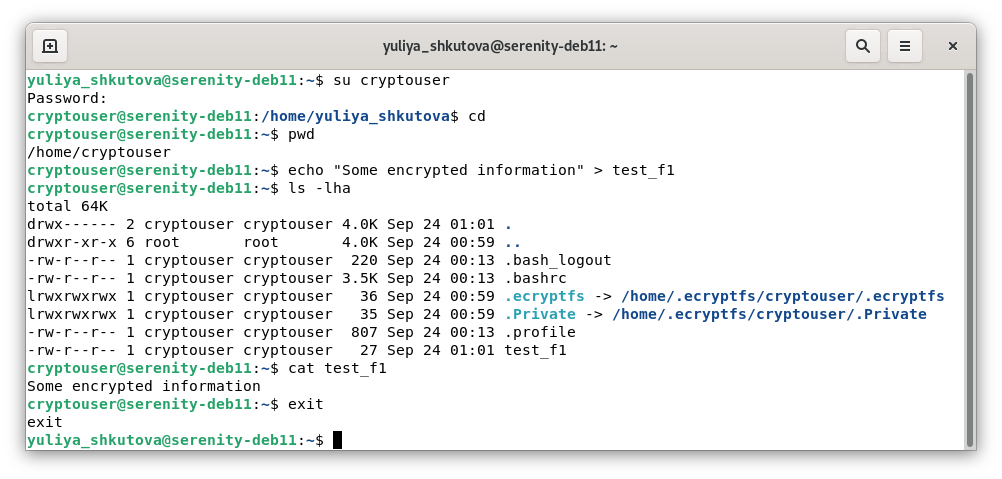 yuliya_shkutova@serenity-deb11: ~
yuliya_shkutova@serenity-deb11:~$ su cryptouser
Password:
cryptouser@serenity-deb11:/home/yuliya_shkutova$ cd
cryptouser@serenity-deb11:~$ pwd
/home/cryptouser
cryptouser@serenity-deb11:~$ echo "Some encrypted information" > test_f1
cryptouser@serenity-deb11:~$ ls -lha
total 64K
drwx------ 2 cryptouser cryptouser 4.0K Sep 24 01:01 .
drwxr-xr-x 6 root       root       4.0K Sep 24 00:59 ..
-rw-r--r-- 1 cryptouser cryptouser  220 Sep 24 00:13 .bash_logout
-rw-r--r-- 1 cryptouser cryptouser 3.5K Sep 24 00:13 .bashrc
lrwxrwxrwx 1 cryptouser cryptouser   36 Sep 24 00:59 .ecryptfs -> /home/.ecryptfs/cryptouser/.ecryptfs
lrwxrwxrwx 1 cryptouser cryptouser   35 Sep 24 00:59 .Private -> /home/.ecryptfs/cryptouser/.Private
-rw-r--r-- 1 cryptouser cryptouser  807 Sep 24 00:13 .profile
-rw-r--r-- 1 cryptouser cryptouser   27 Sep 24 01:01 test_f1
cryptouser@serenity-deb11:~$ cat test_f1
Some encrypted information
cryptouser@serenity-deb11:~$ exit
exit
yuliya_shkutova@serenity-deb11:~$